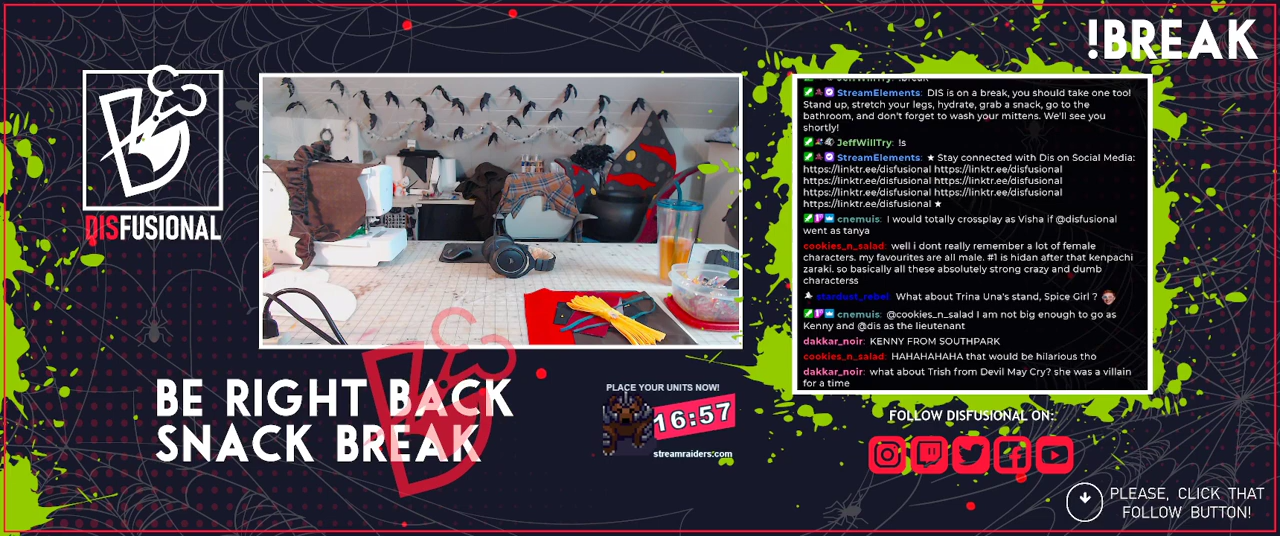 !BREAK
DISFUSIONAL
StreamElements: DIS is on a break, you should take one too!
Stand up, stretch your legs, hydrate, grab a snack, go to the
bathroom, and don't forget to wash your mittens. We'll see you
shortly!
JeffWillTry: !s
StreamElements: ★ Stay connected with Dis on Social Media:
https://linktr.ee/disfusional https://linktr.ee/disfusional
https://linktr.ee/disfusional https://linktr.ee/disfusional
https://linktr.ee/disfusional https://linktr.ee/disfusional
https://linktr.ee/disfusional ★
cnemuis: I would totally crossplay as Visha if @disfusional
went as tanya
cookies_n_salad: well i dont really remember a lot of female
characters. my favourites are all male. #1 is hidan after that kenpachi
zaraki. so basically all these absolutely strong crazy and dumb
characterss
stardust_rebel: What about Trina Una's stand, Spice Girl ?
cnemuis: @cookies_n_salad I am not big enough to go as
Kenny and @dis as the lieutenant
dakkar_noir: KENNY FROM SOUTHPARK
cookies_n_salad: HAHAHAHAHA that would be hilarious tho
dakkar_noir: what about Trish from Devil May Cry? she was a villain
for a time
BE RIGHT BACK
SNACK BREAK
PLACE YOUR UNITS NOW!
16:57
streamraiders.com
FOLLOW DISFUSIONAL ON:
PLEASE, CLICK THAT
FOLLOW BUTTON!